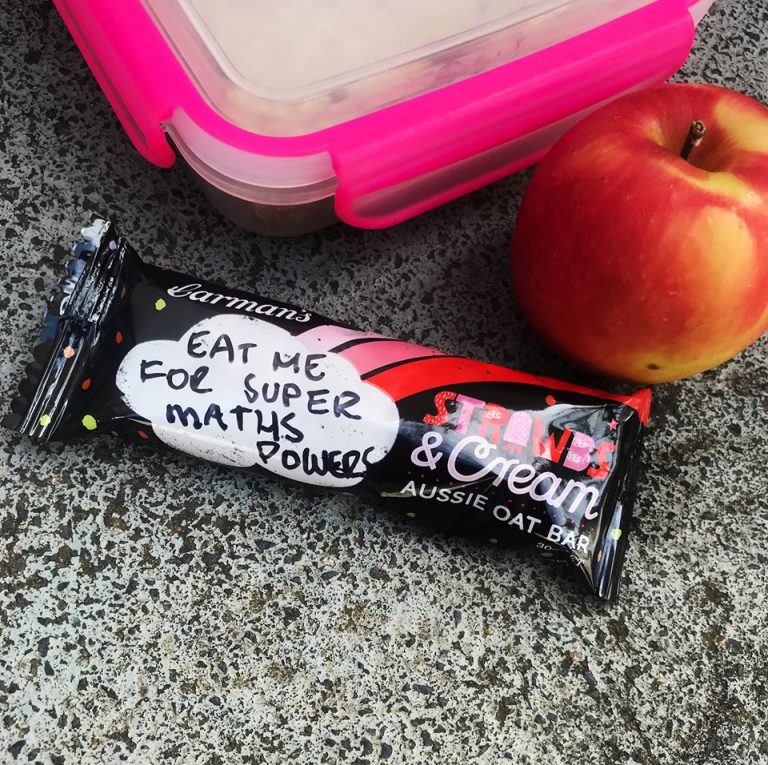 Carman's
EAT ME
FOR SUPER
MATHS
POWERS
STRAWBS
& Cream
AUSSIE OAT BAR